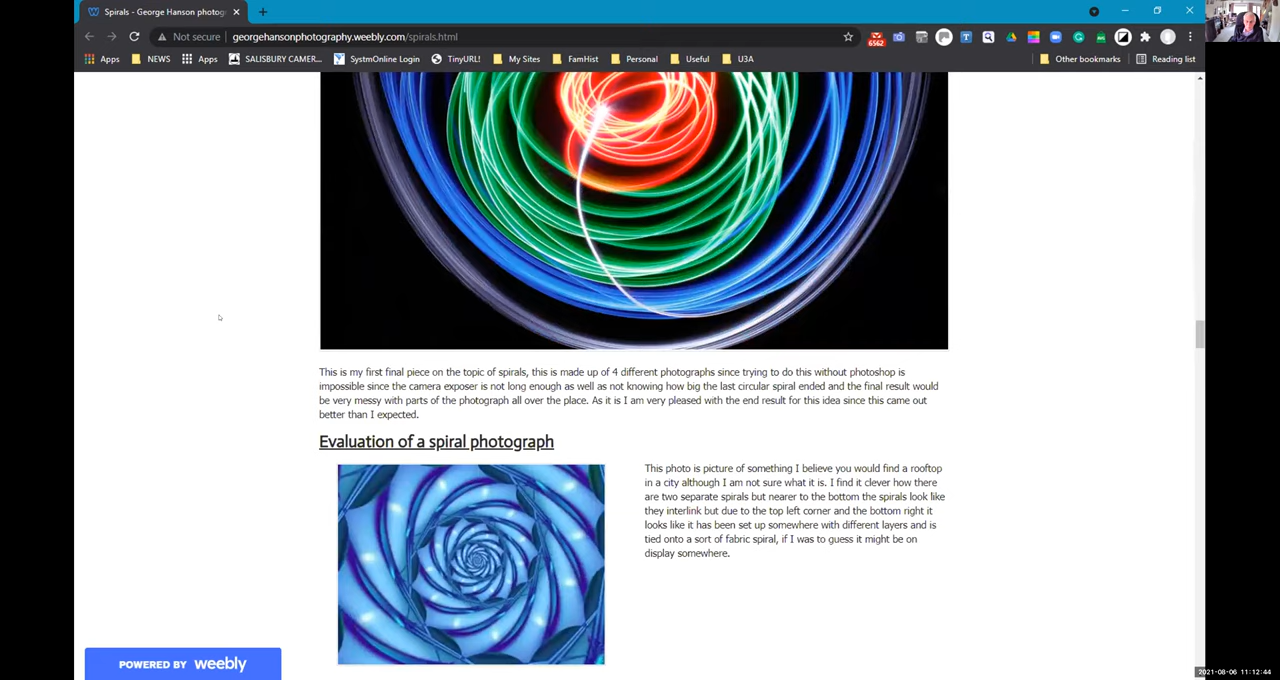 Spirals - George Hanson photog
Not secure georgehansonphotography.weebly.com/spirals.html
6562
Apps NEWS Apps SALISBURY CAMER... SystmOnline Login TinyURL! My Sites FamHist Personal Useful U3A Other bookmarks Reading list
This is my first final piece on the topic of spirals, this is made up of 4 different photographs since trying to do this without photoshop is
impossible since the camera exposer is not long enough as well as not knowing how big the last circular spiral ended and the final result would
be very messy with parts of the photograph all over the place. As it is I am very pleased with the end result for this idea since this came out
better than I expected.
Evaluation of a spiral photograph
This photo is picture of something I believe you would find a rooftop
in a city although I am not sure what it is. I find it clever how there
are two separate spirals but nearer to the bottom the spirals look like
they interlink but due to the top left corner and the bottom right it
looks like it has been set up somewhere with different layers and is
tied onto a sort of fabric spiral, if I was to guess it might be on
display somewhere.
POWERED BY weebly
2021-08-06 11:12:44